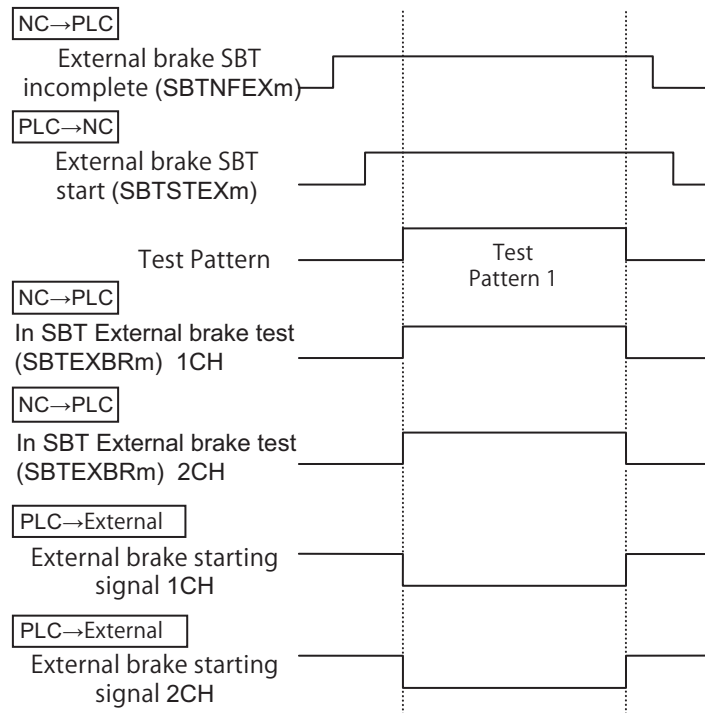 NC→PLC
External brake SBT
incomplete (SBTNFEXm)
PLC→NC
External brake SBT
start (SBTSTEXm)
Test Pattern
Test
Pattern 1
NC→PLC
In SBT External brake test
(SBTEXBRm) 1CH
NC→PLC
In SBT External brake test
(SBTEXBRm) 2CH
PLC→External
External brake starting
signal 1CH
PLC→External
External brake starting
signal 2CH